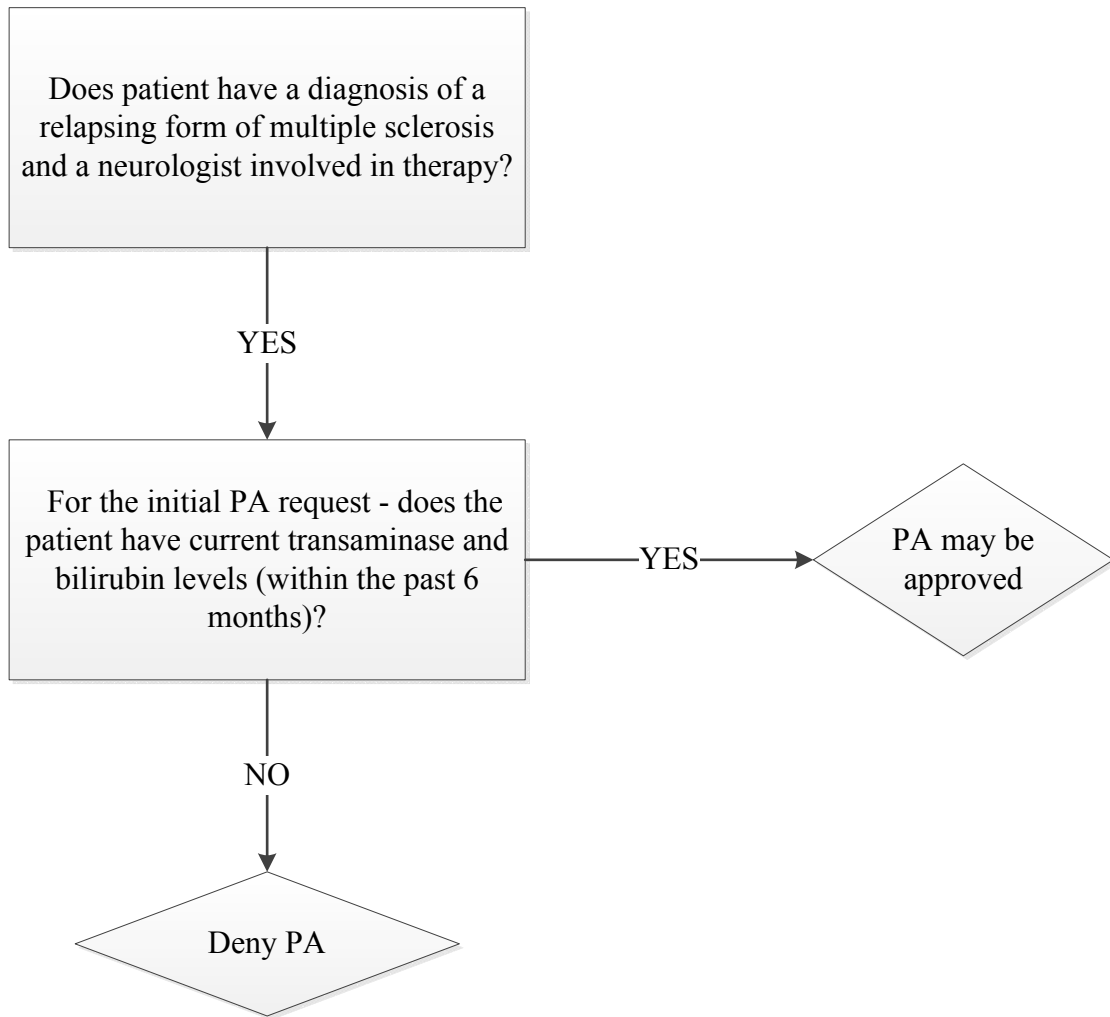 Does patient have a diagnosis of a
relapsing form of multiple sclerosis
and a neurologist involved in therapy?
YES
For the initial PA request - does the
patient have current transaminase and
bilirubin levels (within the past 6
months)?
YES
PA may be
approved
NO
Deny PA